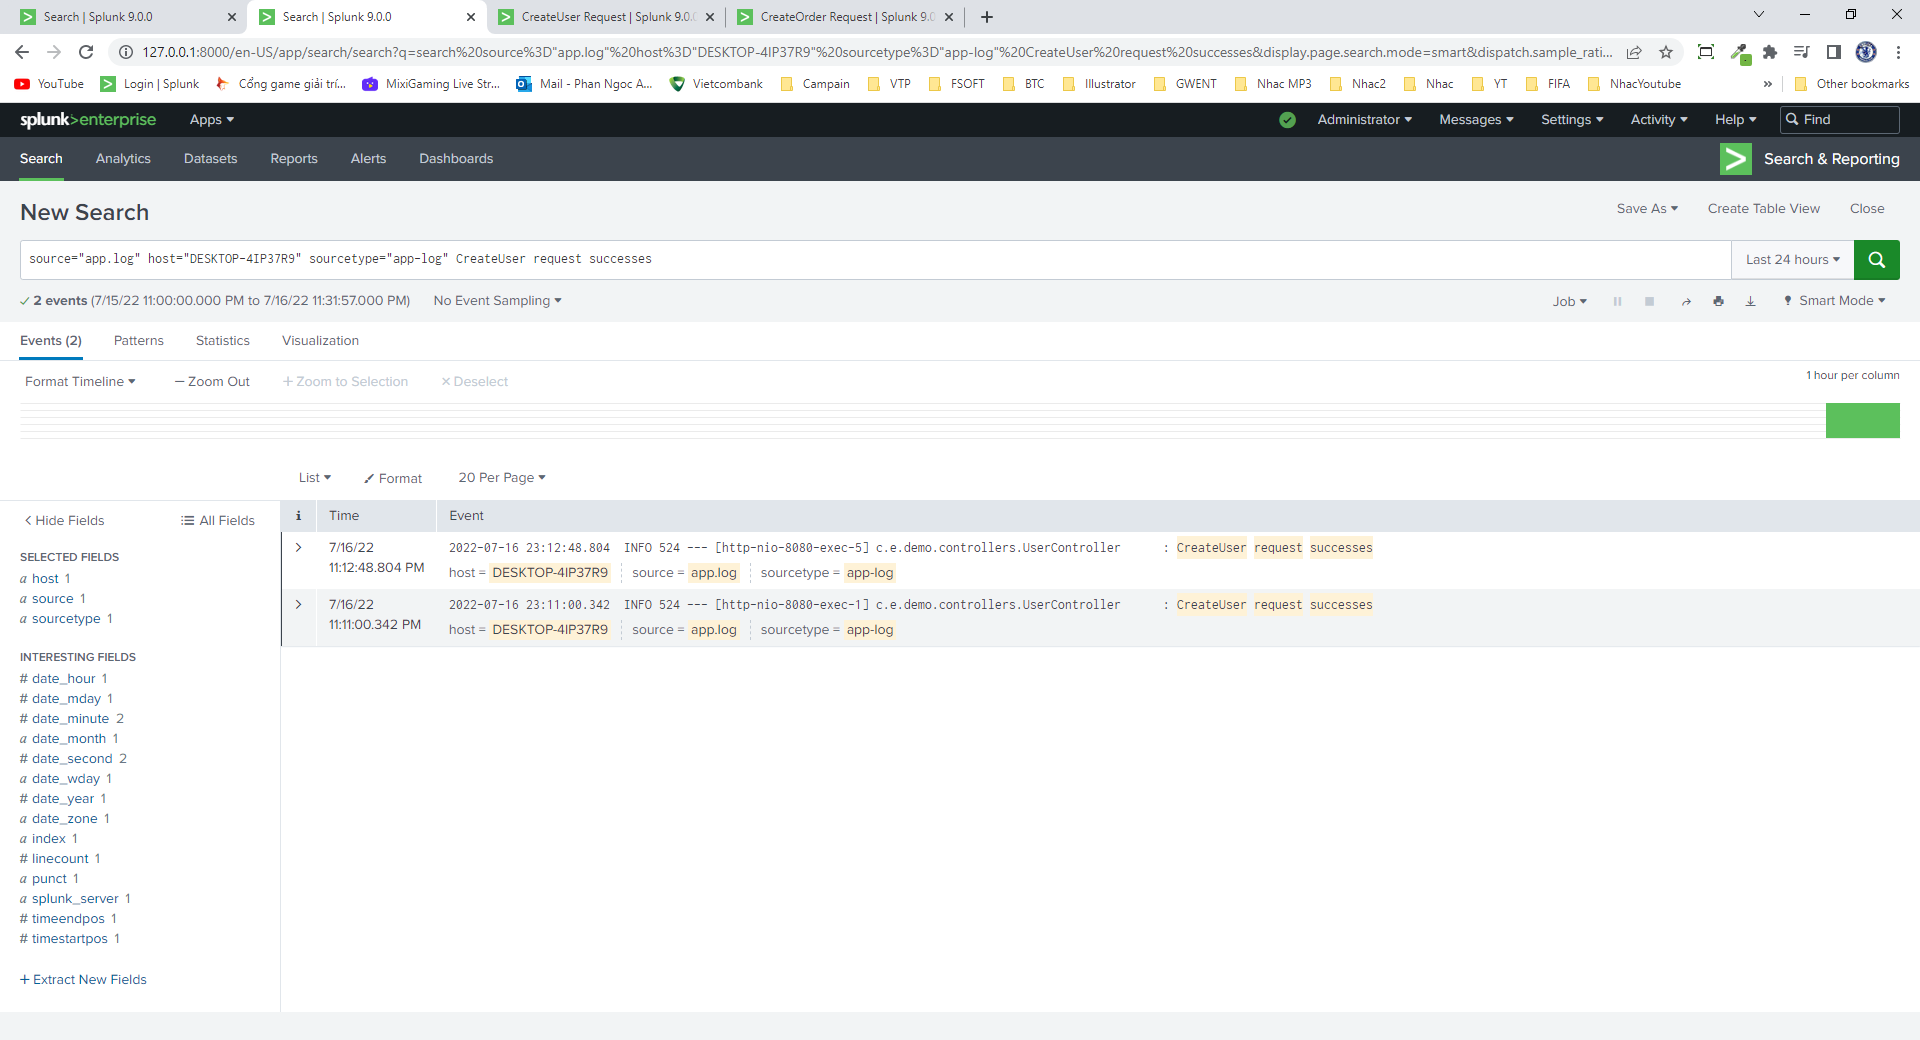 Search | Splunk 9.0.0
Search | Splunk 9.0.0
CreateUser Request | Splunk 9.0.0
CreateOrder Request | Splunk 9.0
127.0.0.1:8000/en-US/app/search/search?q=search%20source%3D"app.log"%20host%3D"DESKTOP-4IP37R9"%20sourcetype%3D"app-log"%20CreateUser%20request%20successes&display.page.search.mode=smart&dispatch.sample_rati...
YouTube
Login | Splunk
Cổng game giải trí...
MixiGaming Live Str...
Mail - Phan Ngoc A...
Vietcombank
Campain
VTP
FSOFT
BTC
Illustrator
GWENT
Nhac MP3
Nhac2
Nhac
YT
FIFA
NhacYoutube
»
Other bookmarks
splunk>enterprise
Apps
Administrator
Messages
Settings
Activity
Help
Find
Search
Analytics
Datasets
Reports
Alerts
Dashboards
Search & Reporting
New Search
Save As
Create Table View
Close
source="app.log" host="DESKTOP-4IP37R9" sourcetype="app-log" CreateUser request successes
Last 24 hours
✓ 2 events (7/15/22 11:00:00.000 PM to 7/16/22 11:31:57.000 PM)
No Event Sampling
Job
Smart Mode
Events (2)
Patterns
Statistics
Visualization
Format Timeline
— Zoom Out
+ Zoom to Selection
× Deselect
1 hour per column
List
Format
20 Per Page
< Hide Fields
All Fields
SELECTED FIELDS
a host 1
a source 1
a sourcetype 1
INTERESTING FIELDS
# date_hour 1
# date_mday 1
# date_minute 2
a date_month 1
# date_second 2
a date_wday 1
# date_year 1
a date_zone 1
a index 1
# linecount 1
a punct 1
a splunk_server 1
# timeendpos 1
# timestartpos 1
+ Extract New Fields
i
Time
Event
> 7/16/22
11:12:48.804 PM
2022-07-16 23:12:48.804 INFO 524 --- [http-nio-8080-exec-5] c.e.demo.controllers.UserController : CreateUser request successes
host = DESKTOP-4IP37R9 source = app.log sourcetype = app-log
> 7/16/22
11:11:00.342 PM
2022-07-16 23:11:00.342 INFO 524 --- [http-nio-8080-exec-1] c.e.demo.controllers.UserController : CreateUser request successes
host = DESKTOP-4IP37R9 source = app.log sourcetype = app-log